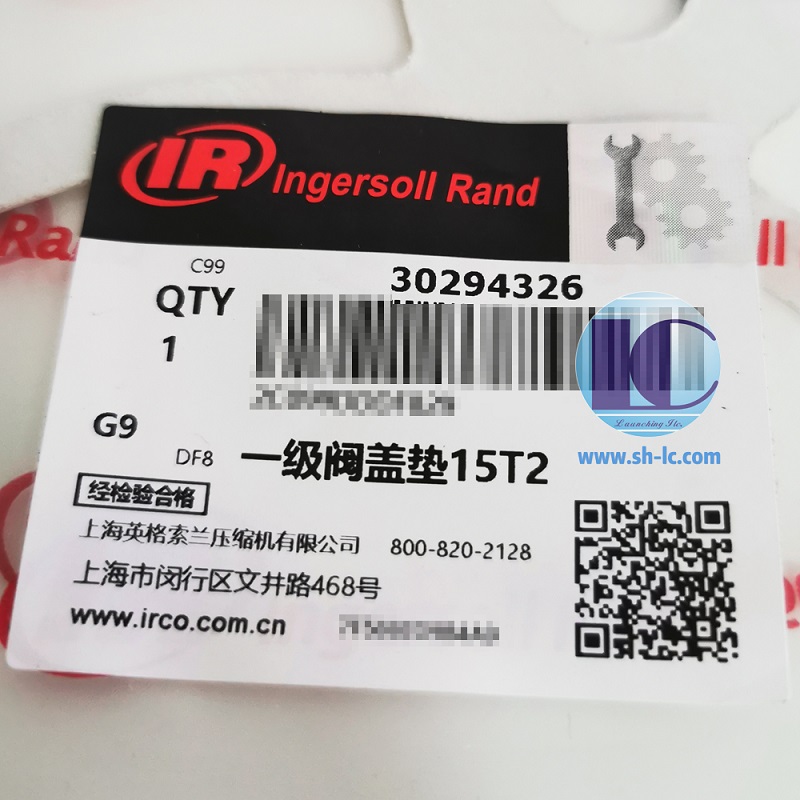 IR Ingersoll Rand
C99
30294326
QTY
1
LC
Launching Ltc.
www.sh-lc.com
G9
DF8
一级阀盖垫15T2
经检验合格
上海英格索兰压缩机有限公司 800-820-2128
上海市闵行区文井路468号
www.irco.com.cn